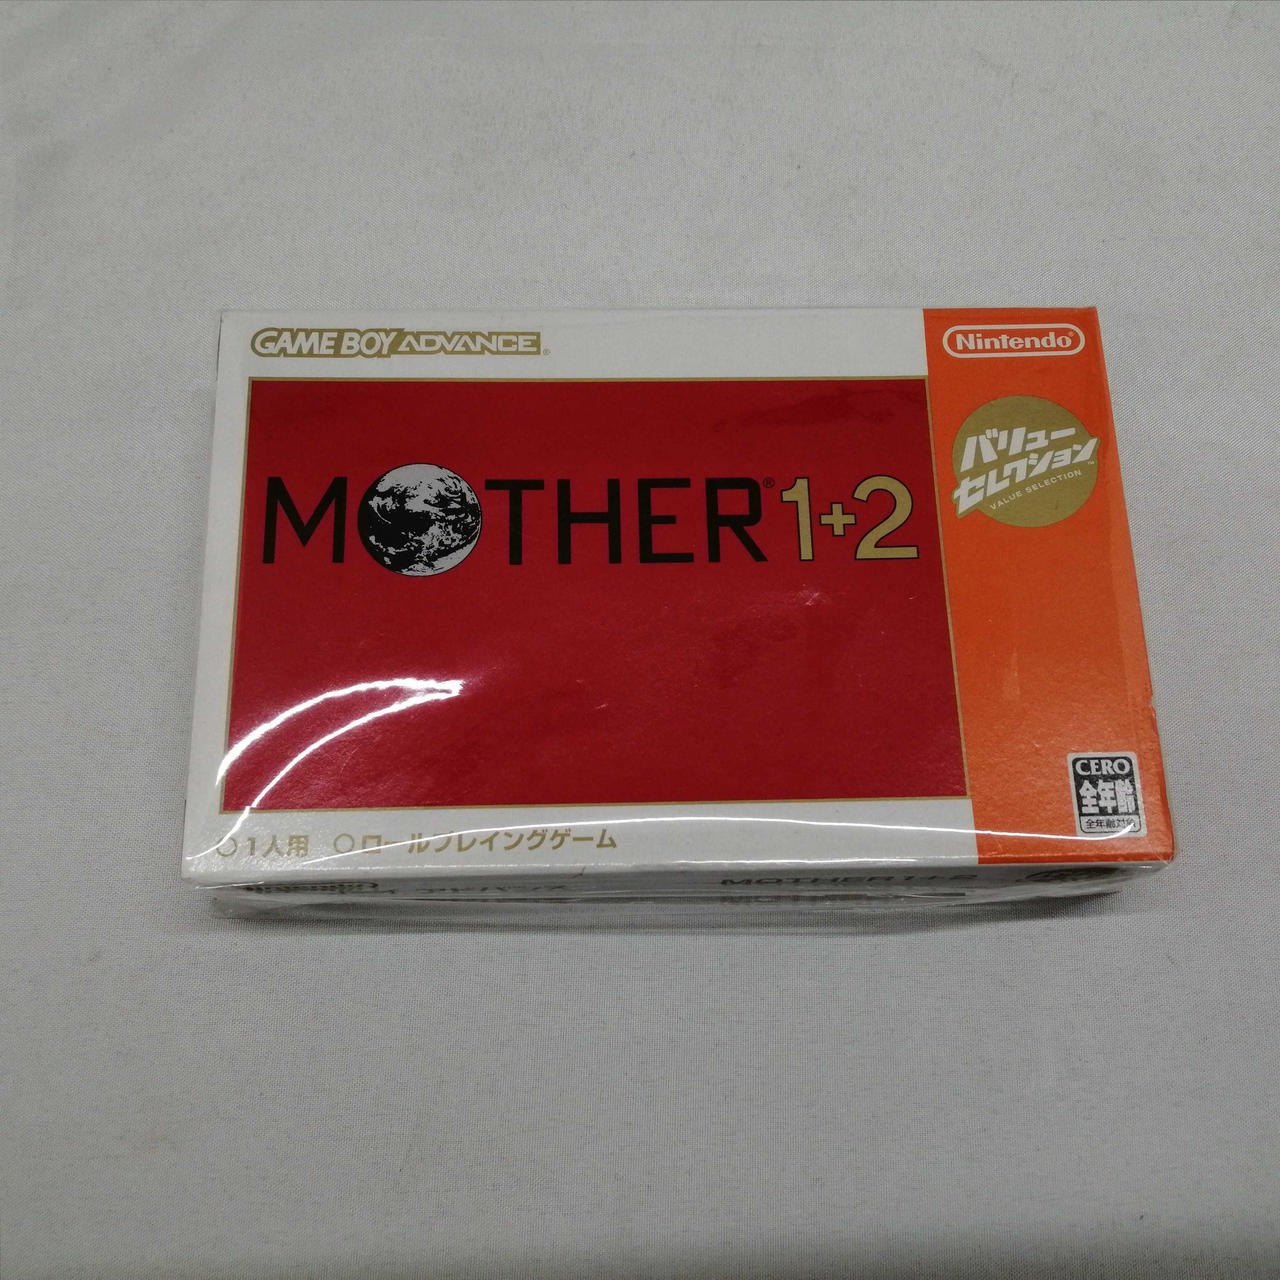 GAME BOY ADVANCE®
Nintendo®
MOTHER® 1+2
バリュー
セレクション™
VALUE SELECTION
CERO
全年齢
全年齢対象
○1人用 ○ロールプレイングゲーム
MOTHER 1+2